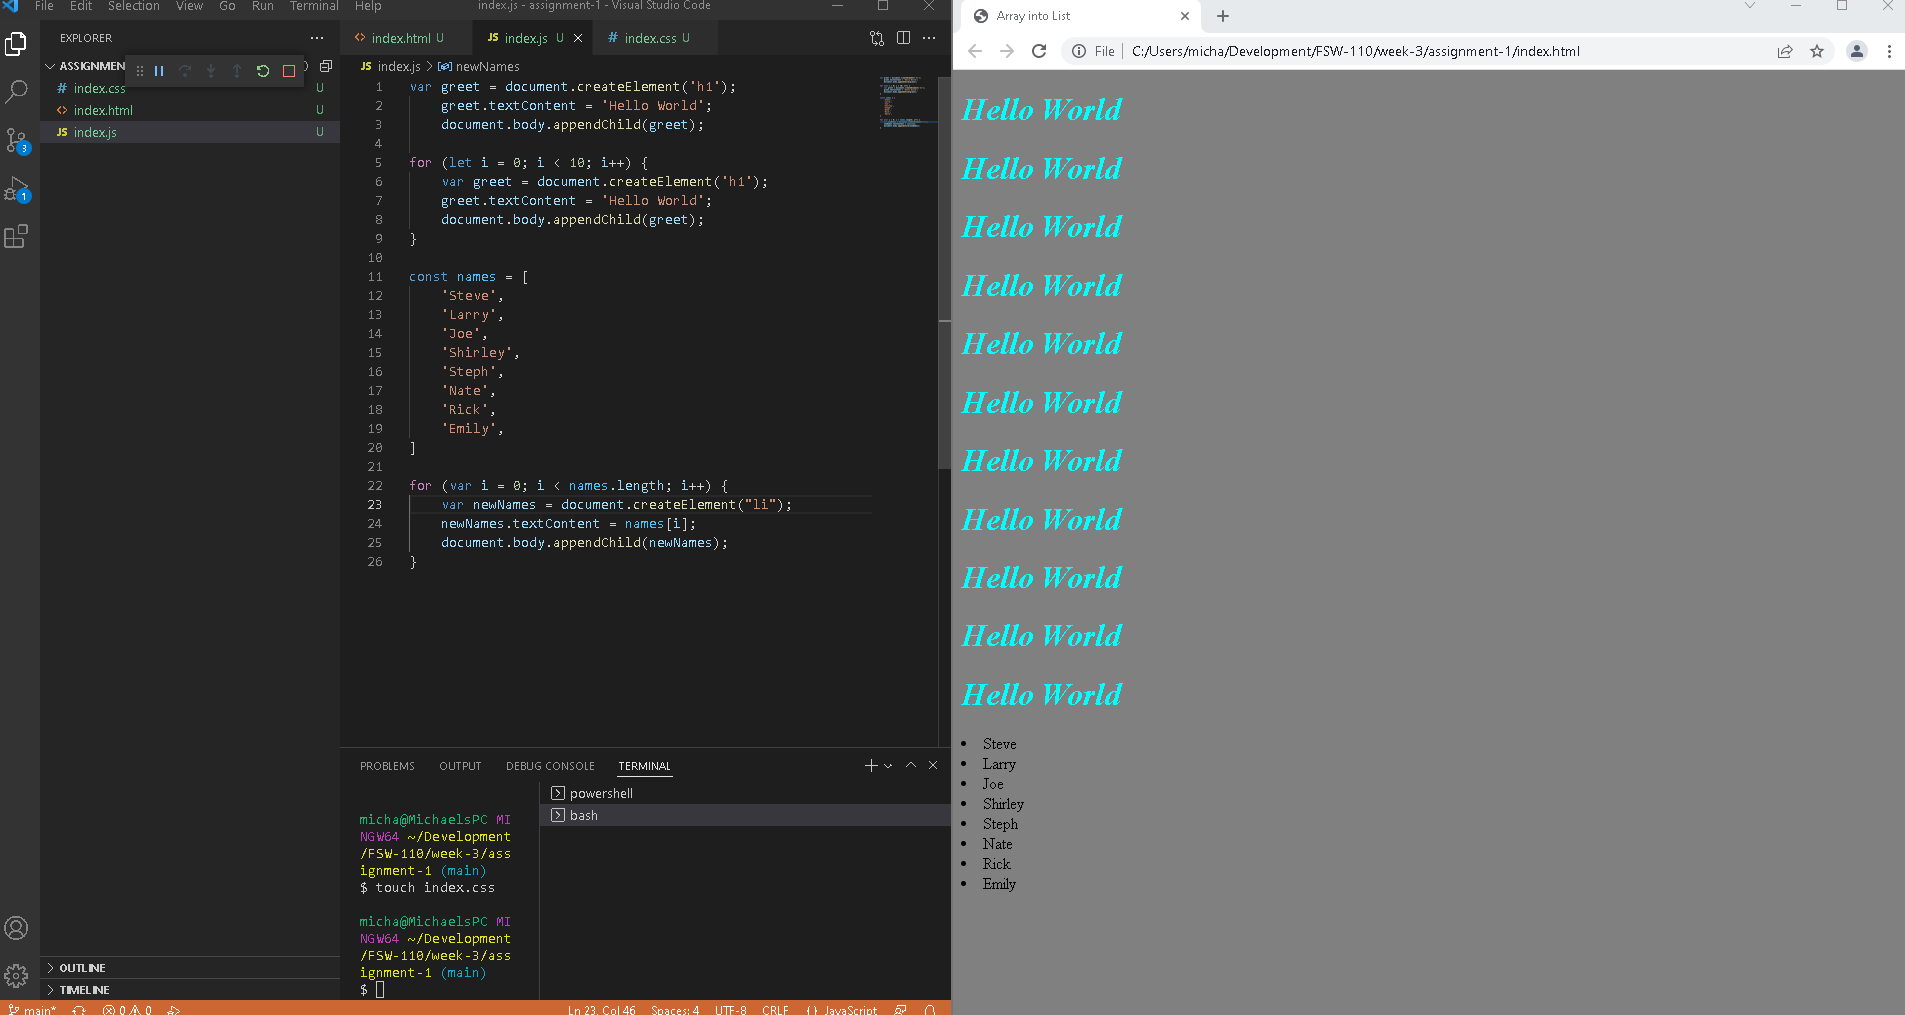 File Edit Selection View Go Run Terminal Help
index.js - assignment-1 - Visual Studio Code
EXPLORER
ASSIGNMEN
index.css U
index.html U
index.js U
OUTLINE
TIMELINE
3
1
index.html U
index.js U
index.css U
index.js > newNames
1 var greet = document.createElement('h1');
2 greet.textContent = 'Hello World';
3 document.body.appendChild(greet);
4
5 for (let i = 0; i < 10; i++) {
6 var greet = document.createElement('h1');
7 greet.textContent = 'Hello World';
8 document.body.appendChild(greet);
9 }
10
11 const names = [
12 'Steve',
13 'Larry',
14 'Joe',
15 'Shirley',
16 'Steph',
17 'Nate',
18 'Rick',
19 'Emily',
20 ]
21
22 for (var i = 0; i < names.length; i++) {
23 var newNames = document.createElement("li");
24 newNames.textContent = names[i];
25 document.body.appendChild(newNames);
26 }
PROBLEMS OUTPUT DEBUG CONSOLE TERMINAL
micha@MichaelsPC MI
NGW64 ~/Development
/FSW-110/week-3/ass
ignment-1 (main)
$ touch index.css
micha@MichaelsPC MI
NGW64 ~/Development
/FSW-110/week-3/ass
ignment-1 (main)
$
powershell
bash
main* 0 0 Ln 23, Col 46 Spaces: 4 UTF-8 CRLF {} JavaScript
Array into List
File C:/Users/micha/Development/FSW-110/week-3/assignment-1/index.html
Hello World
Hello World
Hello World
Hello World
Hello World
Hello World
Hello World
Hello World
Hello World
Hello World
Hello World
• Steve
• Larry
• Joe
• Shirley
• Steph
• Nate
• Rick
• Emily